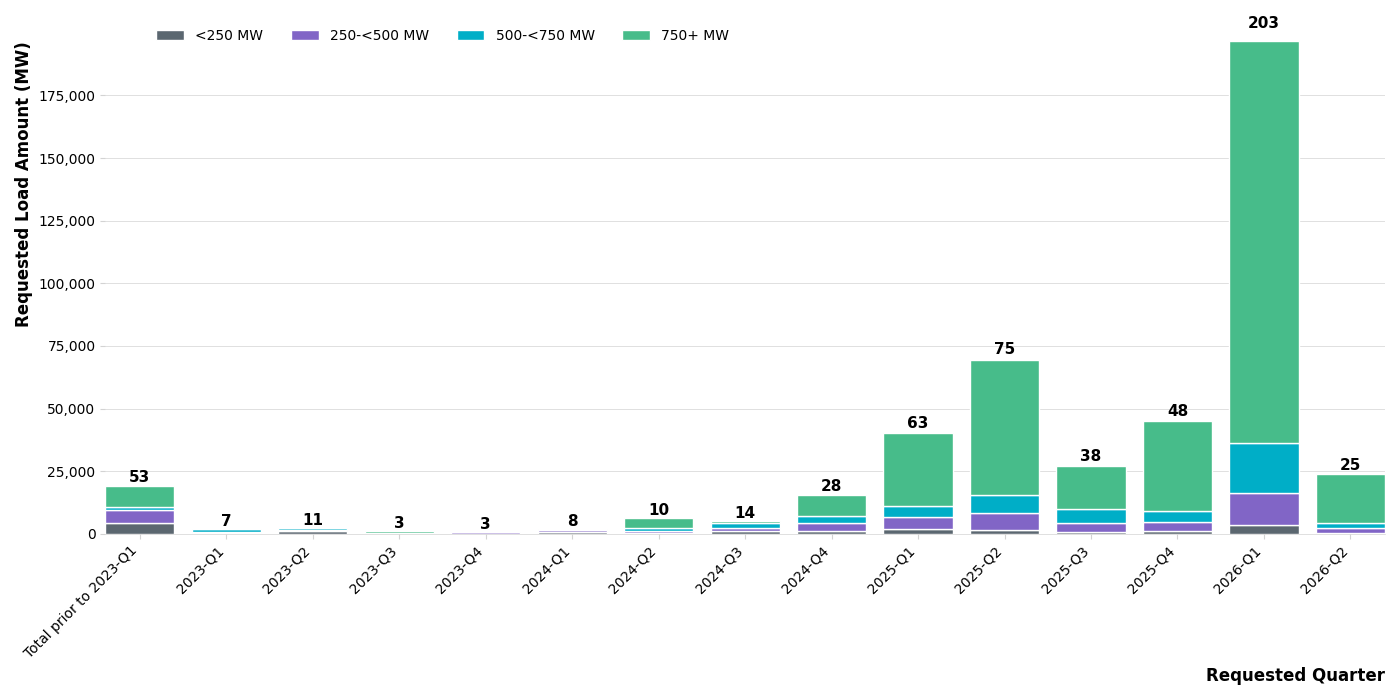 <250 MW 250-<500 MW 500-<750 MW 750+ MW
Requested Load Amount (MW)
175,000
150,000
125,000
100,000
75,000
50,000
25,000
0
53
7
11
3
3
8
10
14
28
63
75
38
48
203
25
Total prior to 2023-Q1
2023-Q1
2023-Q2
2023-Q3
2023-Q4
2024-Q1
2024-Q2
2024-Q3
2024-Q4
2025-Q1
2025-Q2
2025-Q3
2025-Q4
2026-Q1
2026-Q2
Requested Quarter